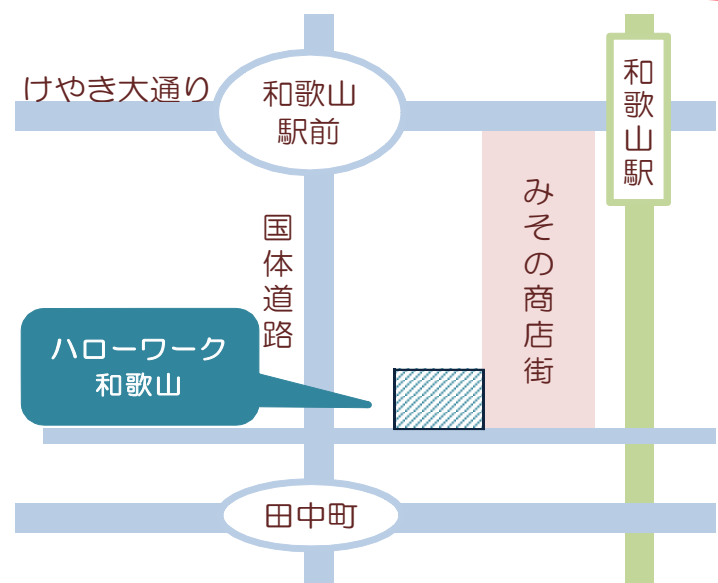 けやき大通り
和歌山
駅前
和歌山駅
みその商店街
国体道路
ハローワーク
和歌山
田中町